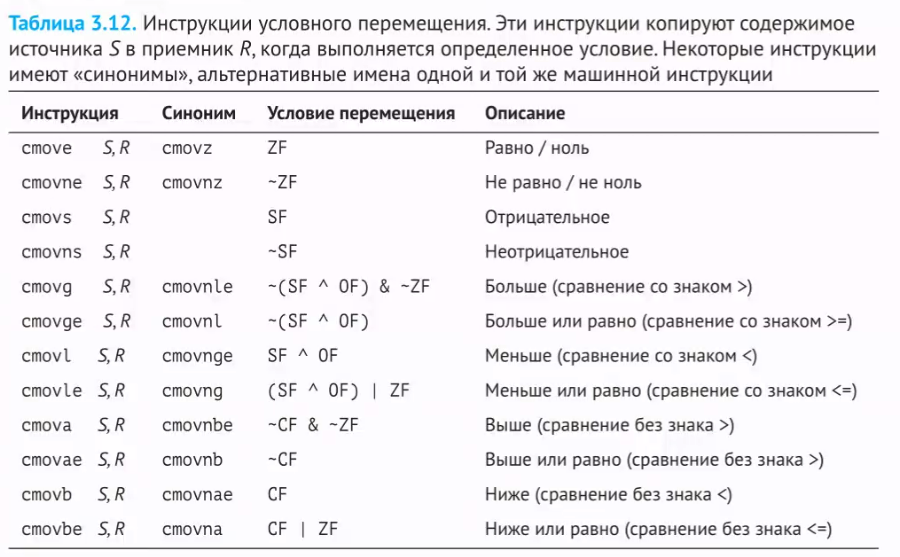 Таблица 3.12. Инструкции условного перемещения. Эти инструкции копируют содержимое
источника S в приемник R, когда выполняется определенное условие. Некоторые инструкции
имеют «синонимы», альтернативные имена одной и той же машинной инструкции
Инструкция Синоним Условие перемещения Описание
cmove S, R cmovz ZF Равно / ноль
cmovne S, R cmovnz ~ZF Не равно / не ноль
cmovs S, R SF Отрицательное
cmovns S, R ~SF Неотрицательное
cmovg S, R cmovnle ~(SF ^ OF) & ~ZF Больше (сравнение со знаком >)
cmovge S, R cmovnl ~(SF ^ OF) Больше или равно (сравнение со знаком >=)
cmovl S, R cmovnge SF ^ OF Меньше (сравнение со знаком <)
cmovle S, R cmovng (SF ^ OF) | ZF Меньше или равно (сравнение со знаком <=)
cmova S, R cmovnbe ~CF & ~ZF Выше (сравнение без знака >)
cmovae S, R cmovnb ~CF Выше или равно (сравнение без знака >)
cmovb S, R cmovnae CF Ниже (сравнение без знака <)
cmovbe S, R cmovna CF | ZF Ниже или равно (сравнение без знака <=)